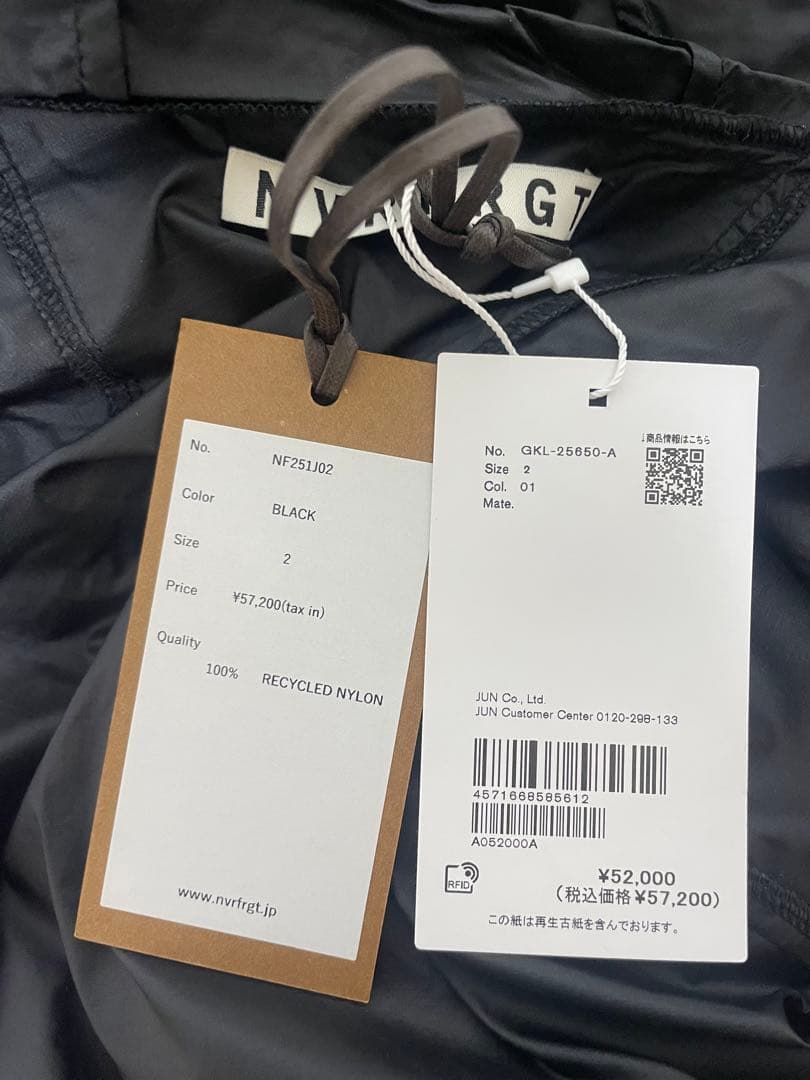 NVRFRGT
No. NF251J02
Color BLACK
Size 2
Price ¥57,200(tax in)
Quality
100% RECYCLED NYLON
www.nvrfrgt.jp
↓商品情報はこちら
No. GKL-25650-A
Size 2
Col. 01
Mate.
JUN Co., Ltd.
JUN Customer Center 0120-298-133
4571668585612
A052000A
RFID
¥52,000
(税込価格¥57,200)
この紙は再生古紙を含んでおります。